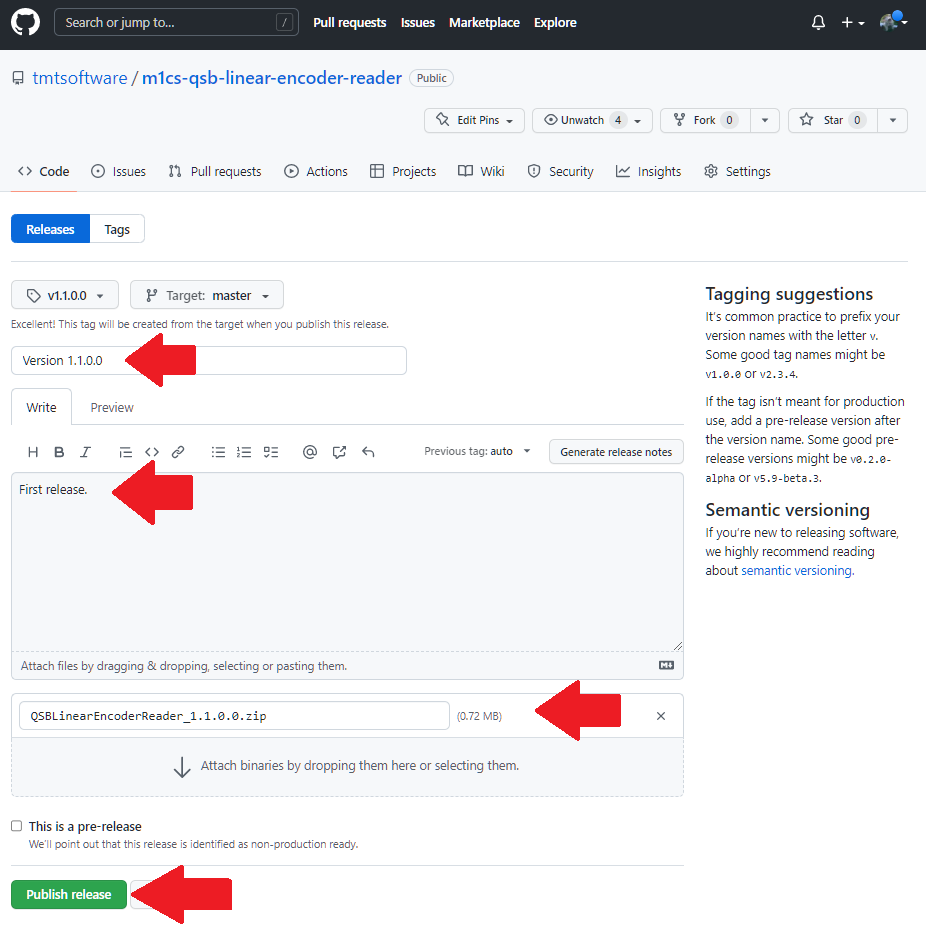 Search or jump to... /
Pull requests Issues Marketplace Explore
tmtsoftware / m1cs-qsb-linear-encoder-reader Public
Edit Pins Unwatch 4 Fork 0 Star 0
Code Issues Pull requests Actions Projects Wiki Security Insights Settings
Releases Tags
v1.1.0.0 Target: master
Excellent! This tag will be created from the target when you publish this release.
Version 1.1.0.0
Write Preview
H B I
Previous tag: auto
Generate release notes
First release.
Attach files by dragging & dropping, selecting or pasting them.
QSBLinearEncoderReader_1.1.0.0.zip (0.72 MB)
Attach binaries by dropping them here or selecting them.
This is a pre-release
We'll point out that this release is identified as non-production ready.
Publish release
Tagging suggestions
It's common practice to prefix your
version names with the letter v.
Some good tag names might be
v1.0.0 or v2.3.4.
If the tag isn't meant for production
use, add a pre-release version after
the version name. Some good pre-
release versions might be v0.2.0-
alpha or v5.9-beta.3.
Semantic versioning
If you're new to releasing software,
we highly recommend reading
about semantic versioning.